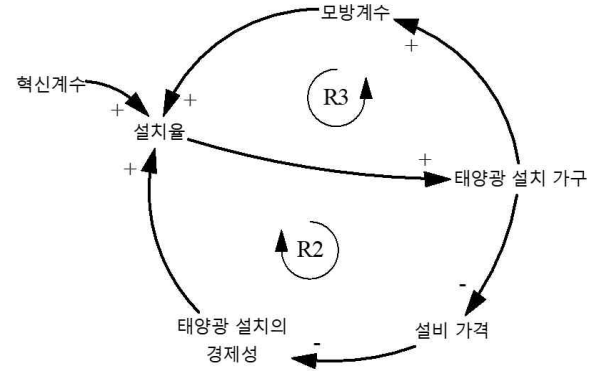 모방계수
+
혁신계수
R3
+
+
설치율
+
+
태양광 설치 가구
R2
-
태양광 설치의
경제성
-
설비 가격